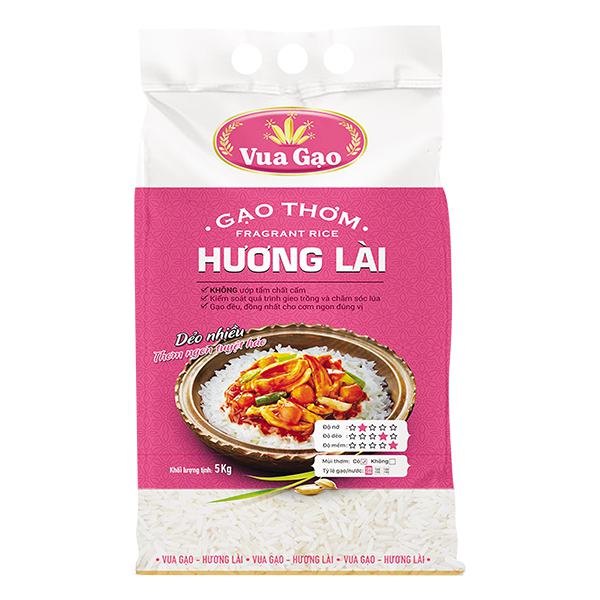 Vua Gạo
• GẠO THƠM •
FRAGRANT RICE
HƯƠNG LÀI
✓ KHÔNG ướp tẩm chất cấm
✓ Kiểm soát quá trình gieo trồng và chăm sóc lúa
✓ Gạo đều, đồng nhất cho cơm ngon đúng vị
Dẻo nhiều
Thơm ngon tuyệt hảo
Độ nở:
Độ dẻo:
Độ mềm:
Mùi thơm: Có ☑ Không ☐
Tỷ lệ gạo/nước:
Khối lượng tịnh: 5 Kg
• VUA GẠO - HƯƠNG LÀI • VUA GẠO - HƯƠNG LÀI • VUA GẠO - HƯƠNG LÀI •